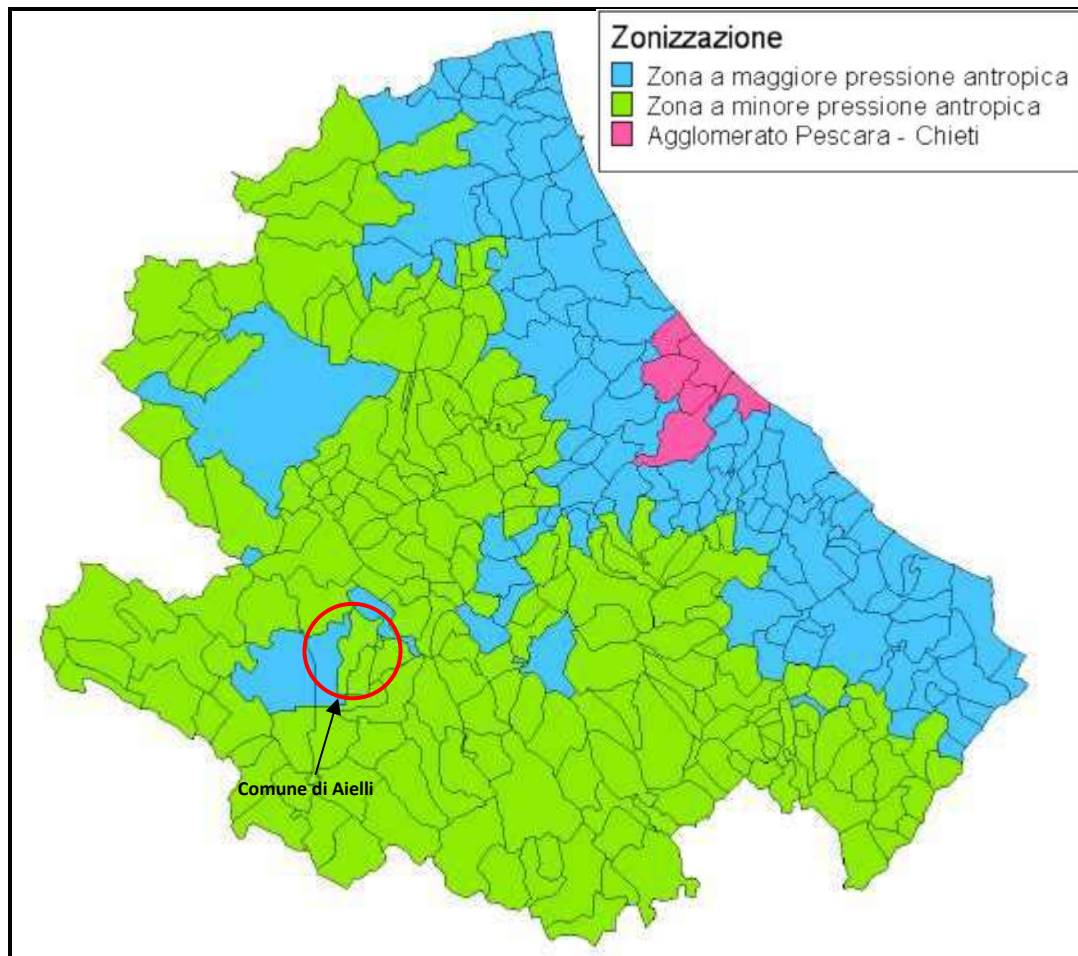 Zonizzazione
Zona a maggiore pressione antropica
Zona a minore pressione antropica
Agglomerato Pescara - Chieti
Comune di Aielli